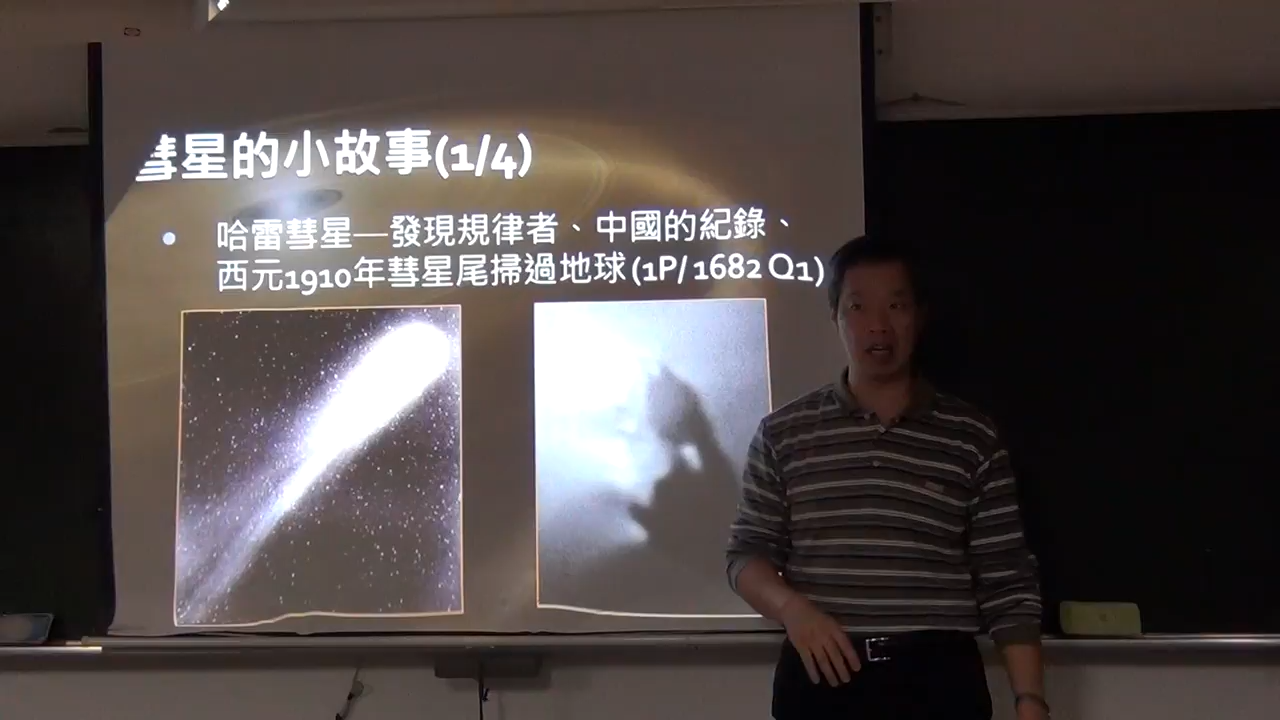 彗星的小故事(1/4)
• 哈雷彗星—發現規律者、中國的紀錄、
西元1910年彗星尾掃過地球(1P/ 1682 Q1)